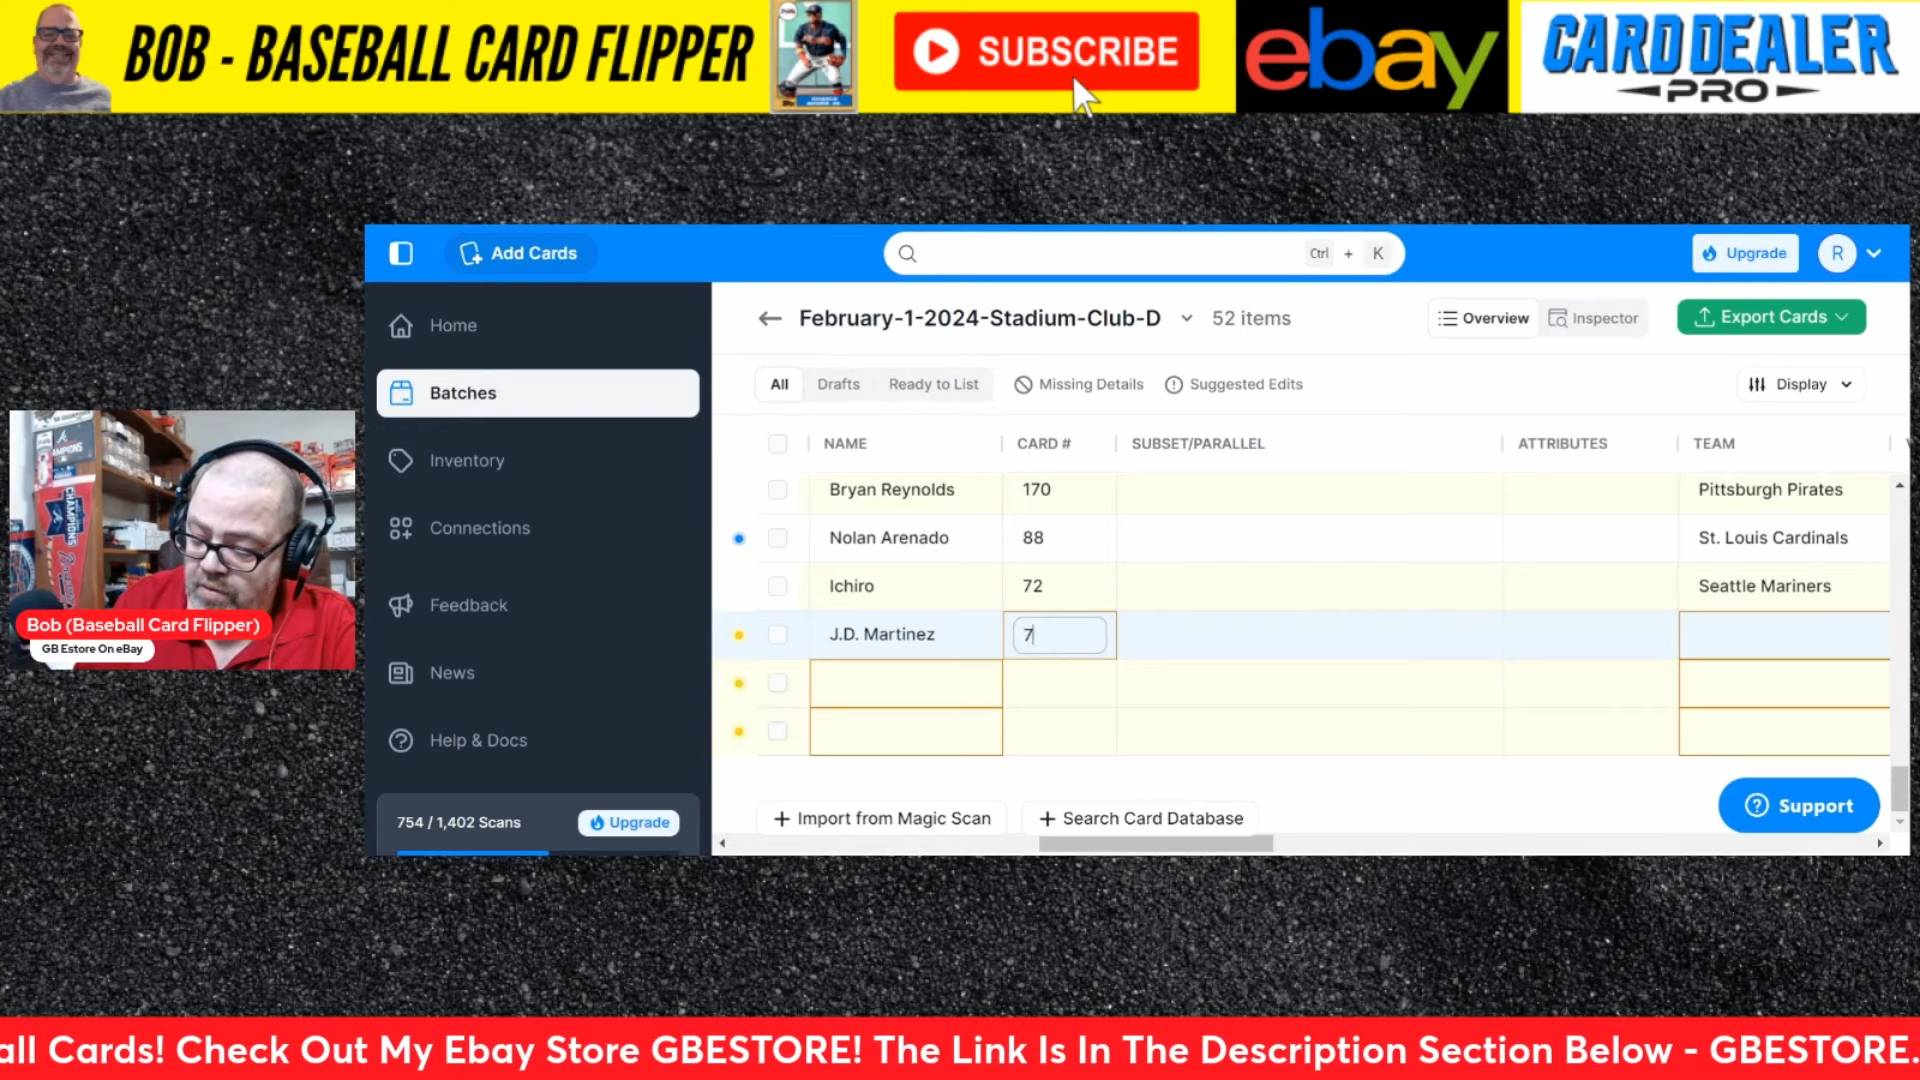 BOB - BASEBALL CARD FLIPPER
SUBSCRIBE
ebay
CARD DEALER
PRO
Add Cards
Ctrl + K
Upgrade
R
Home
Batches
Inventory
Connections
Feedback
News
Help & Docs
754 / 1,402 Scans
Upgrade
February-1-2024-Stadium-Club-D
52 items
Overview
Inspector
Export Cards
All
Drafts
Ready to List
Missing Details
Suggested Edits
Display
NAME CARD # SUBSET/PARALLEL ATTRIBUTES TEAM
Bryan Reynolds 170 Pittsburgh Pirates
Nolan Arenado 88 St. Louis Cardinals
Ichiro 72 Seattle Mariners
J.D. Martinez 7
+ Import from Magic Scan
+ Search Card Database
Support
CHAMPIONS
Bob (Baseball Card Flipper)
GB Estore On eBay
all Cards! Check Out My Ebay Store GBESTORE! The Link Is In The Description Section Below - GBESTORE.